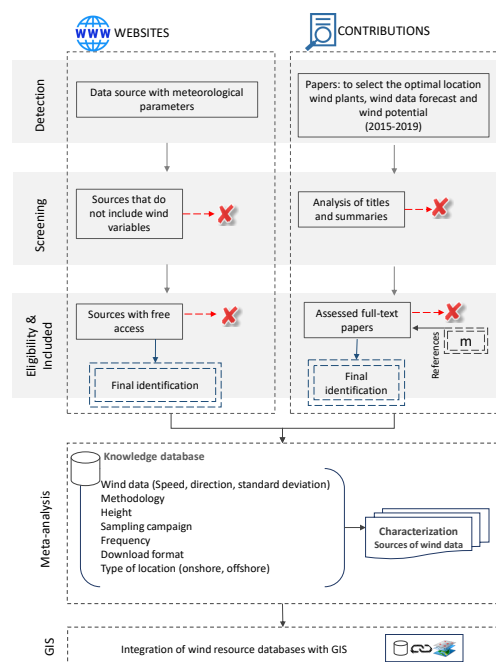 WWW
WEBSITES
CONTRIBUTIONS
Detection
Data source with meteorological
parameters
Papers: to select the optimal location
wind plants, wind data forecast and
wind potential
(2015-2019)
Screening
Sources that do
not include wind
variables
Analysis of titles
and summaries
Eligibility &
Included
Sources with free
access
Assessed full-text
papers
References
m
Final identification
Final
identification
Meta-analysis
Knowledge database
Wind data (Speed, direction, standard deviation)
Methodology
Height
Sampling campaign
Frequency
Download format
Type of location (onshore, offshore)
Characterization
Sources of wind data
GIS
Integration of wind resource databases with GIS